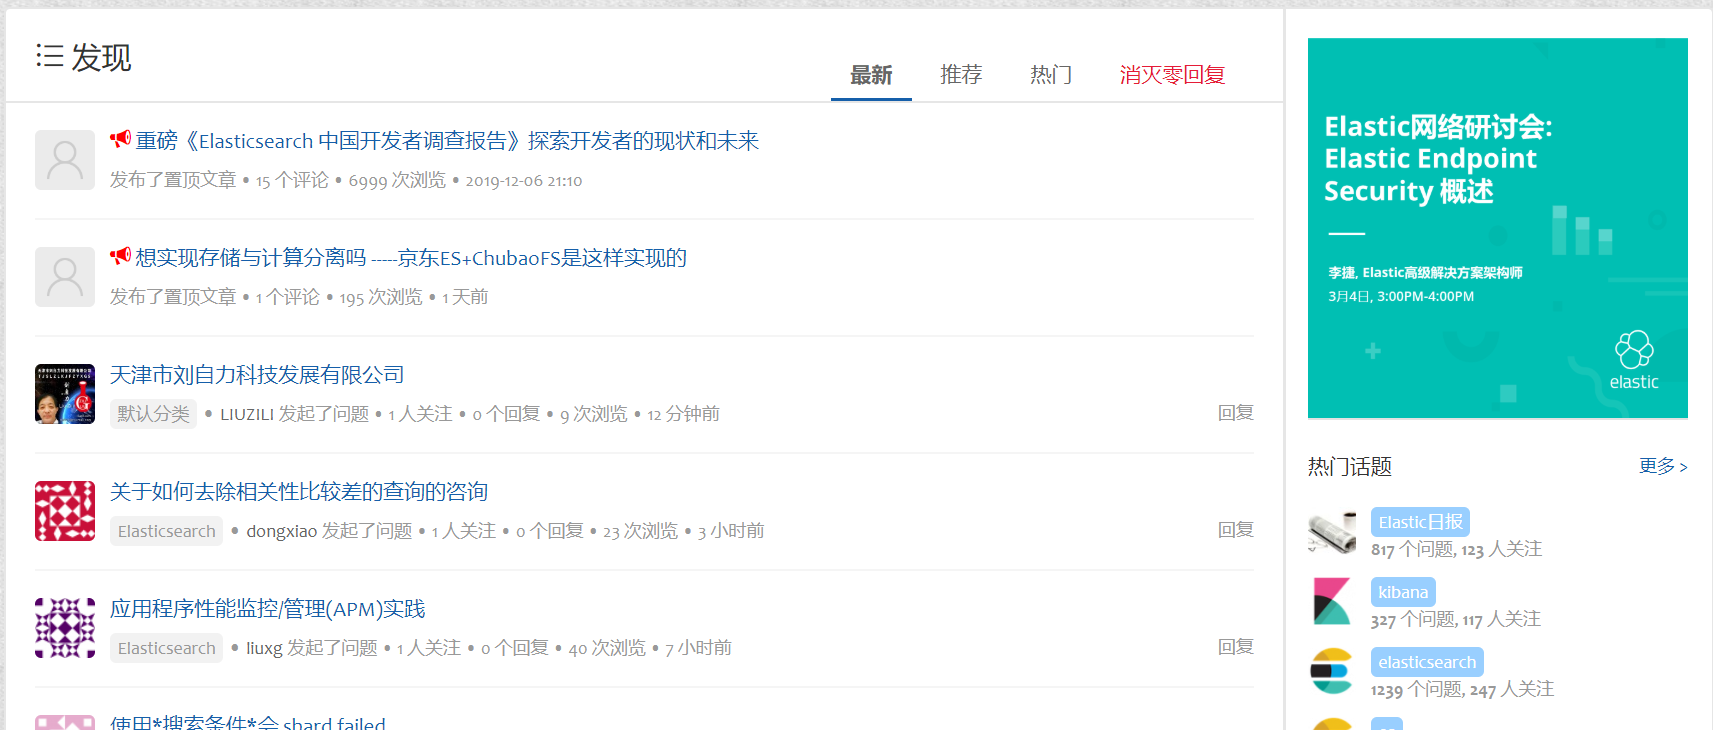 发现
最新 推荐 热门 消灭零回复
重磅《Elasticsearch 中国开发者调查报告》探索开发者的现状和未来
发布了置顶文章 • 15 个评论 • 6999 次浏览 • 2019-12-06 21:10
想实现存储与计算分离吗 -----京东ES+ChubaoFS是这样实现的
发布了置顶文章 • 1 个评论 • 195 次浏览 • 1 天前
天津市刘自力科技发展有限公司
默认分类 • LIUZILI 发起了问题 • 1 人关注 • 0 个回复 • 9 次浏览 • 12 分钟前 回复
关于如何去除相关性比较差的查询的咨询
Elasticsearch • dongxiao 发起了问题 • 1 人关注 • 0 个回复 • 23 次浏览 • 3 小时前 回复
应用程序性能监控/管理(APM)实践
Elasticsearch • liuxg 发起了问题 • 1 人关注 • 0 个回复 • 40 次浏览 • 7 小时前 回复
使用*搜索条件*会 shard failed
Elastic网络研讨会:
Elastic Endpoint
Security 概述
李捷, Elastic高级解决方案架构师
3月4日, 3:00PM-4:00PM
elastic
热门话题 更多 >
Elastic日报
817 个问题, 123 人关注
kibana
327 个问题, 117 人关注
elasticsearch
1239 个问题, 247 人关注